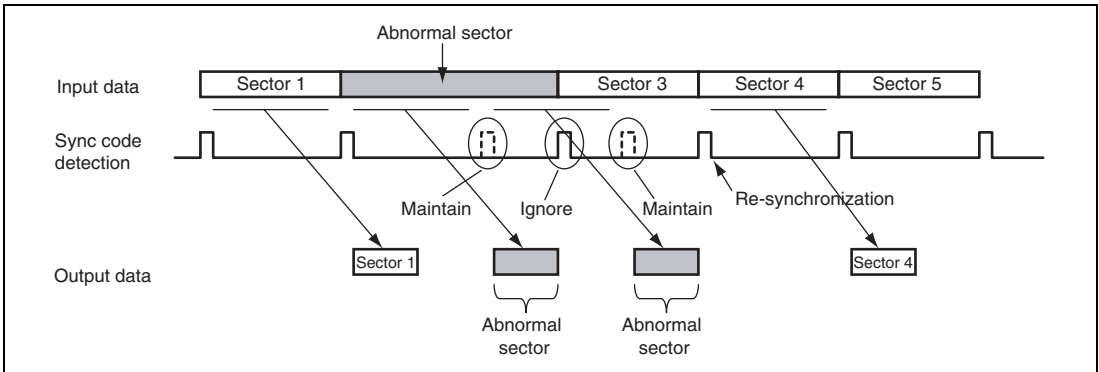 Abnormal sector
Input data
Sector 1
Sector 3
Sector 4
Sector 5
Sync code
detection
Maintain
Ignore
Maintain
Re-synchronization
Output data
Sector 1
Sector 4
Abnormal
sector
Abnormal
sector